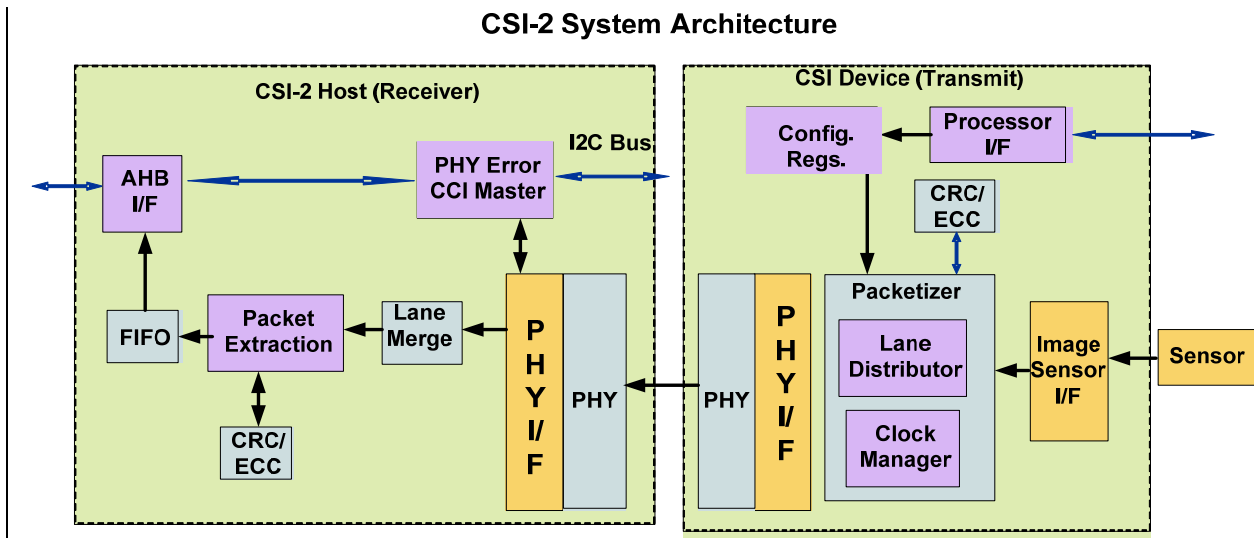 CSI-2 System Architecture
CSI-2 Host (Receiver)
I2C Bus
AHB
I/F
PHY Error
CCI Master
FIFO
Packet
Extraction
Lane
Merge
CRC/
ECC
PHY I/F
PHY
CSI Device (Transmit)
Config.
Regs.
Processor
I/F
CRC/
ECC
PHY
PHY I/F
Packetizer
Lane
Distributor
Clock
Manager
Image
Sensor
I/F
Sensor